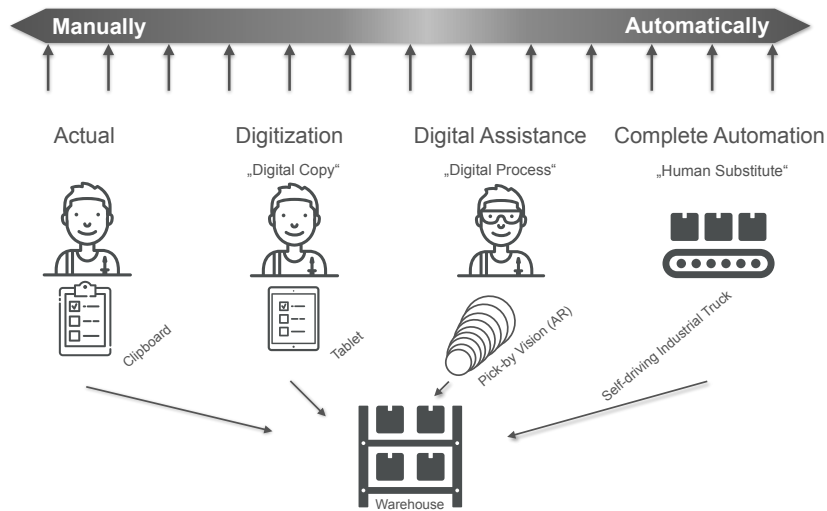 Manually
Automatically
Actual
Digitization
Digital Assistance
Complete Automation
„Digital Copy“
„Digital Process“
„Human Substitute“
Clipboard
Tablet
Pick-by Vision (AR)
Self-driving Industrial Truck
Warehouse